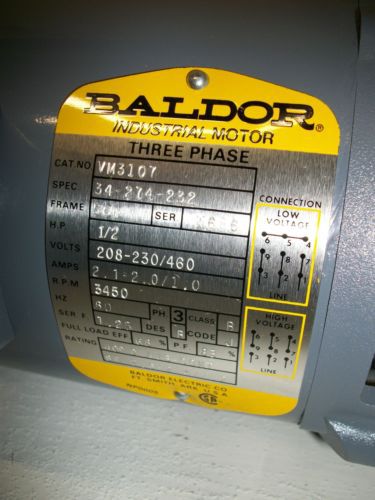 BALDOR®
INDUSTRIAL MOTOR
THREE PHASE
CAT.NO VM3107
SPEC. 34-274-232
FRAME SER
H.P. 1/2
VOLTS 208-230/460
AMPS 2.1-2.0/1.0
R.P.M 3450
HZ 60 PH 3 CLASS B
SER. F. 1.25 DES B CODE J
FULL LOAD EFF P F
RATING
CONNECTION
LOW
VOLTAGE
6 5 4
7 8 9
1 2 3
LINE
HIGH
VOLTAGE
6 5 4
9 8 7
3 2 1
LINE
BALDOR ELECTRIC CO
FT. SMITH ARK. U.S.A.